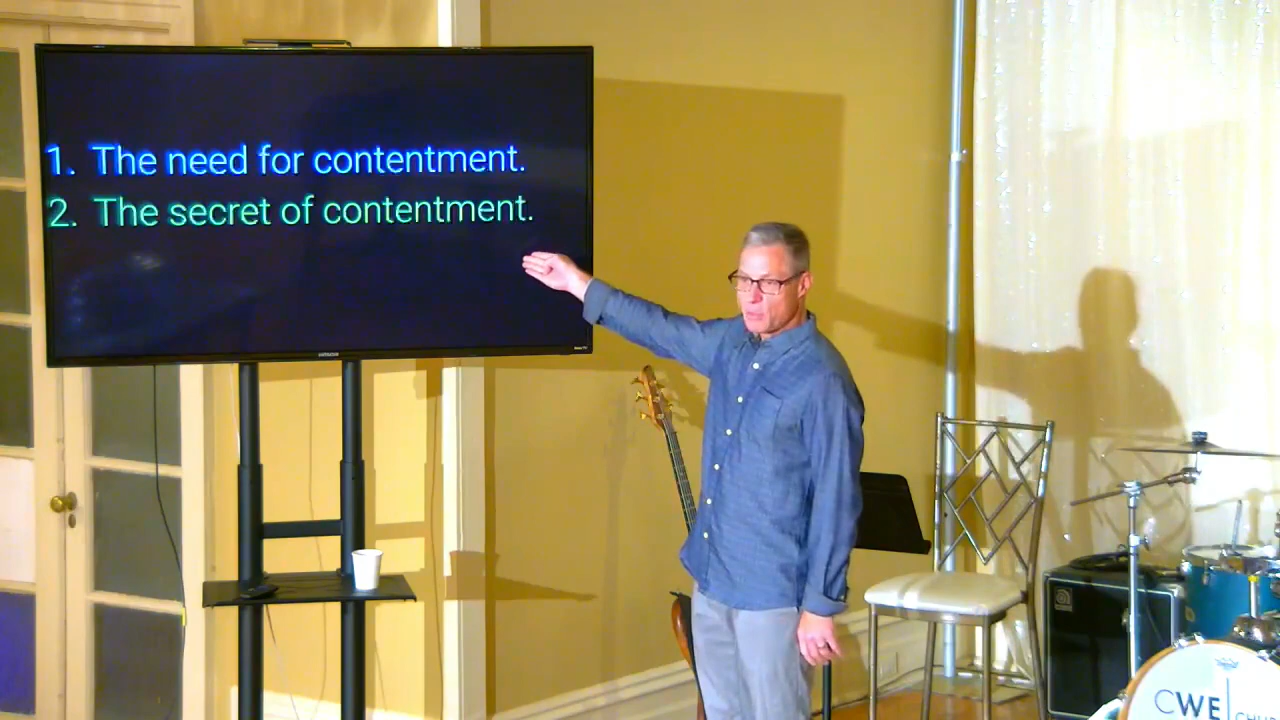 1. The need for contentment.
2. The secret of contentment.
CWE